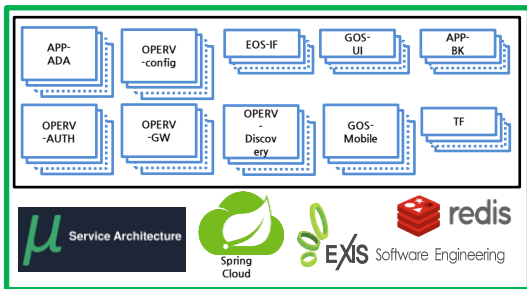 APP-
ADA
OPERV
-config
EOS-IF
GOS-
UI
APP-
BK
OPERV
-AUTH
OPERV
-GW
OPERV
-
Discov
ery
GOS-
Mobile
TF
μ Service Architecture
Spring
Cloud
EXIS Software Engineering
redis